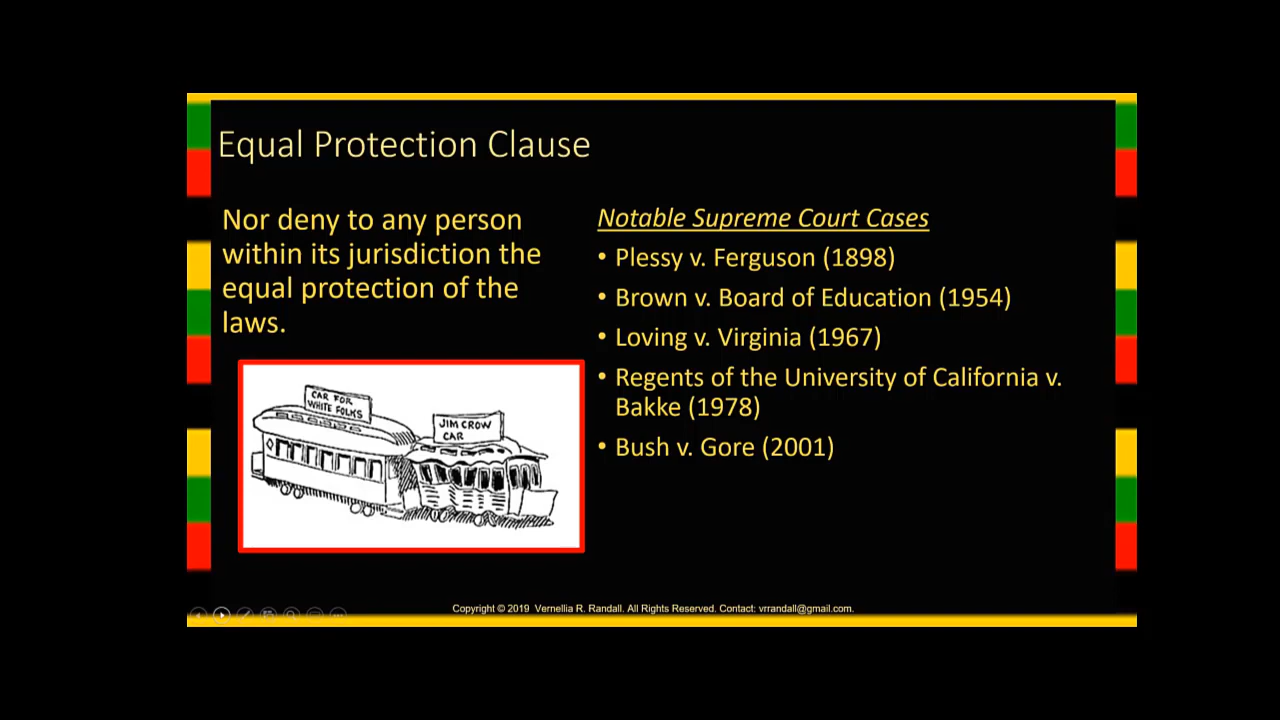 Equal Protection Clause
Nor deny to any person
within its jurisdiction the
equal protection of the
laws.
CAR FOR
WHITE FOLKS
JIM CROW
CAR
Notable Supreme Court Cases
• Plessy v. Ferguson (1898)
• Brown v. Board of Education (1954)
• Loving v. Virginia (1967)
• Regents of the University of California v.
Bakke (1978)
• Bush v. Gore (2001)
Copyright © 2019 Vernellia R. Randall. All Rights Reserved. Contact: vrrandall@gmail.com.